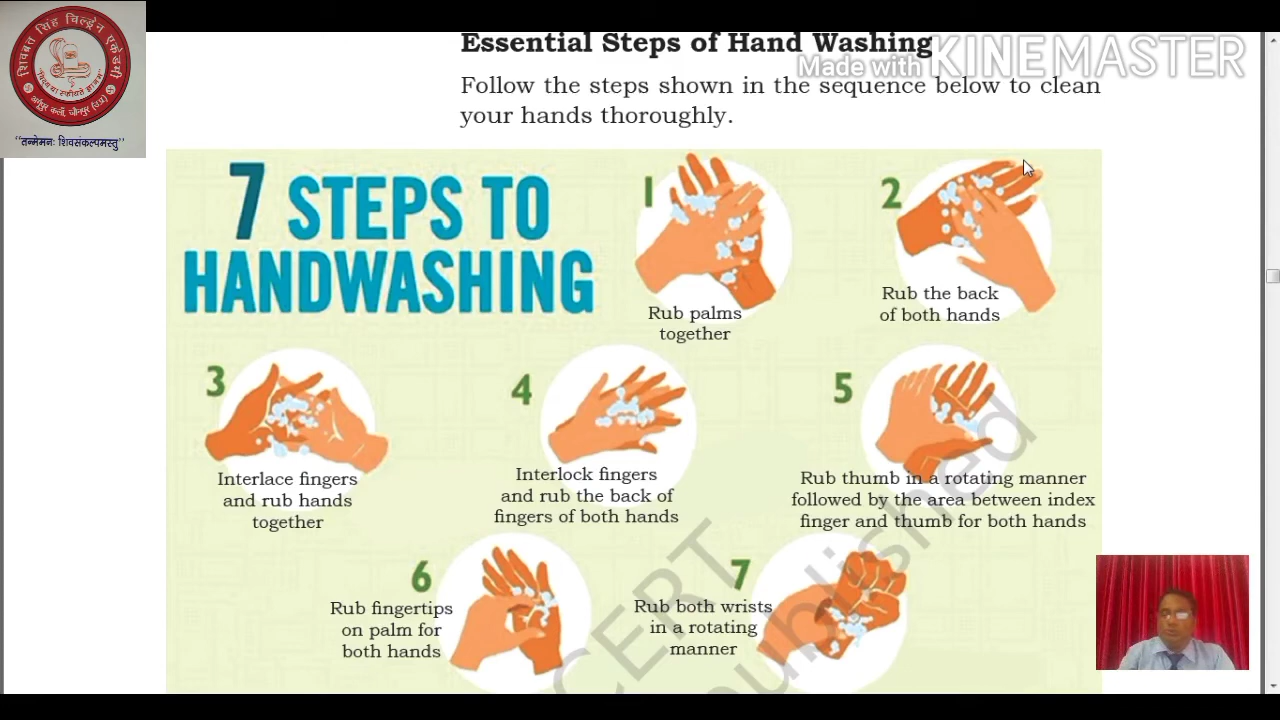 शिवव्रत सिंह चिल्ड्रेन एकेडमी
"तन्मेमनः शिवसंकल्पमस्तु"
Made with KINEMASTER
Essential Steps of Hand Washing
Follow the steps shown in the sequence below to clean
your hands thoroughly.
7 STEPS TO
HANDWASHING
1
Rub palms
together
2
Rub the back
of both hands
3
Interlace fingers
and rub hands
together
4
Interlock fingers
and rub the back of
fingers of both hands
5
Rub thumb in a rotating manner
followed by the area between index
finger and thumb for both hands
6
Rub fingertips
on palm for
both hands
7
Rub both wrists
in a rotating
manner